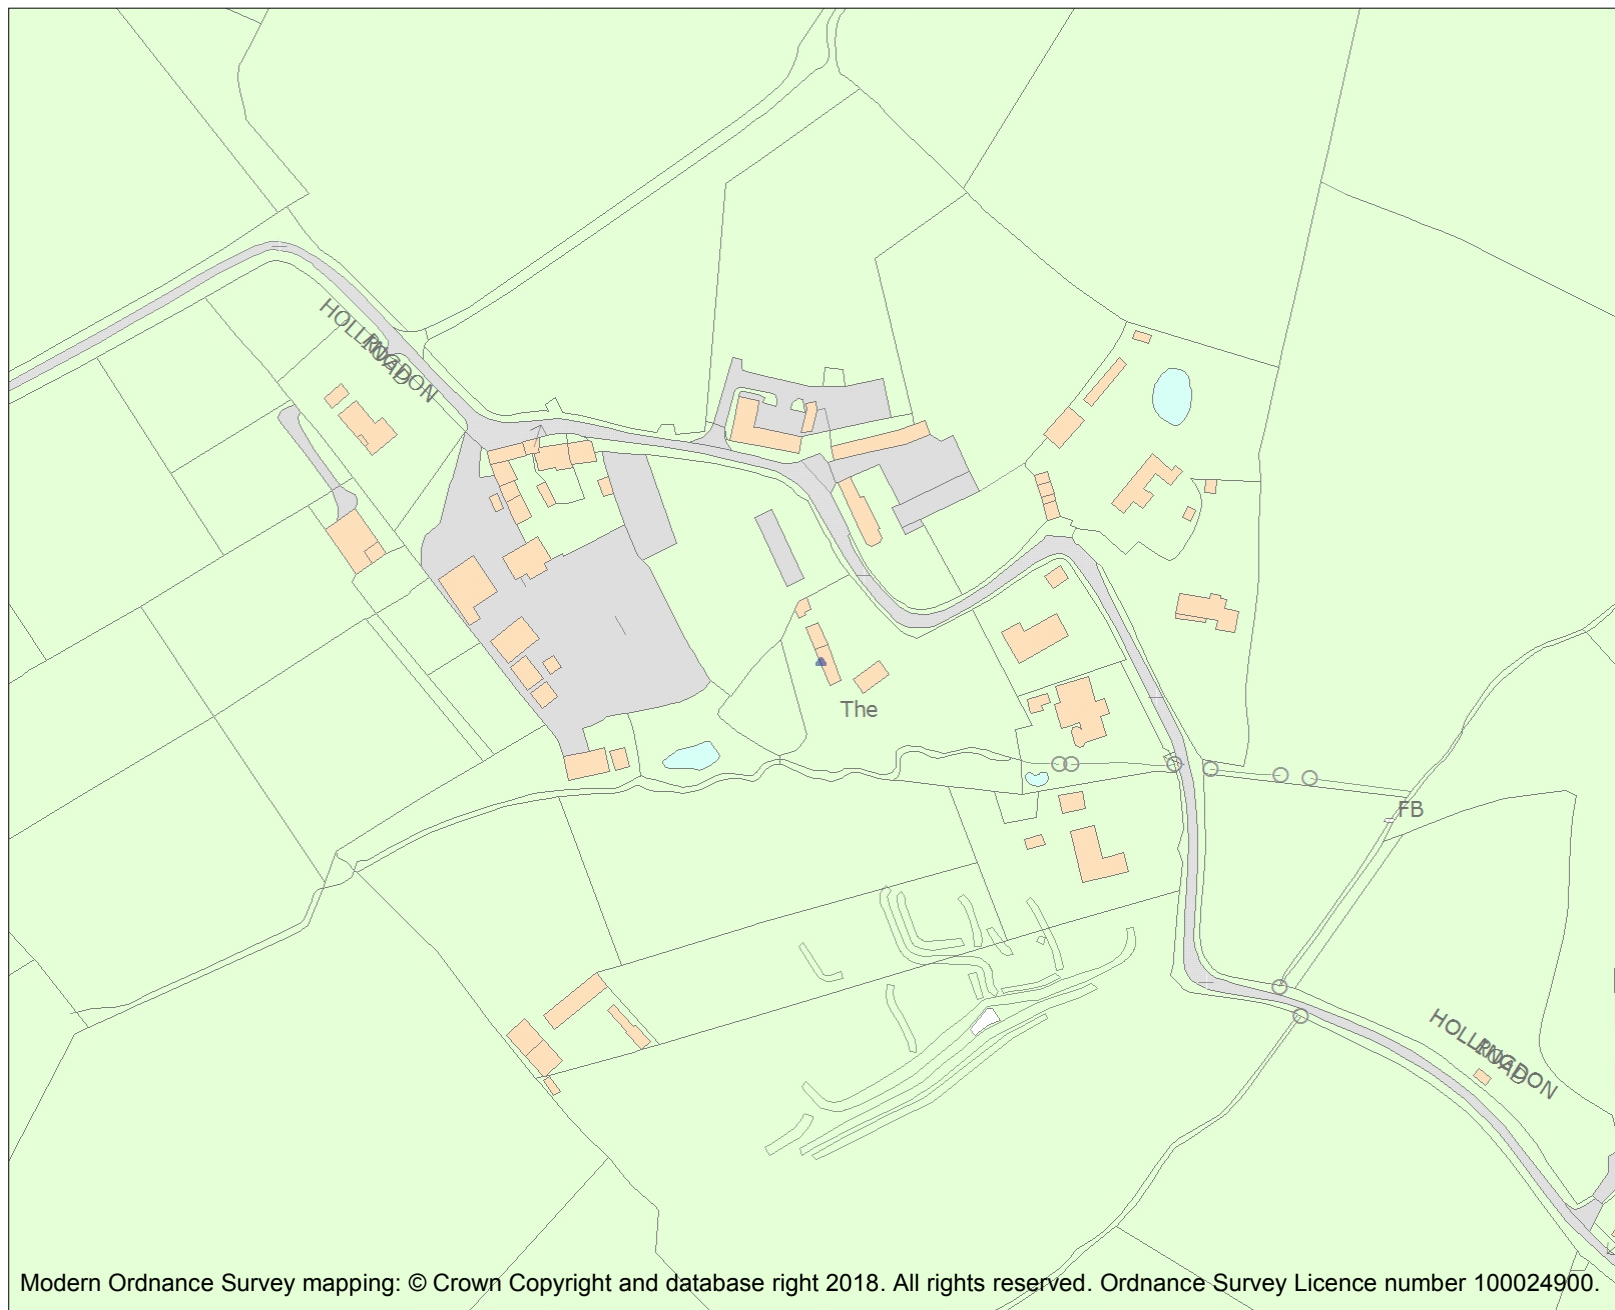 HOLLINGDON
ROAD
The
FB
HOLLINGDON
ROAD
Modern Ordnance Survey mapping: © Crown Copyright and database right 2018. All rights reserved. Ordnance Survey Licence number 100024900.